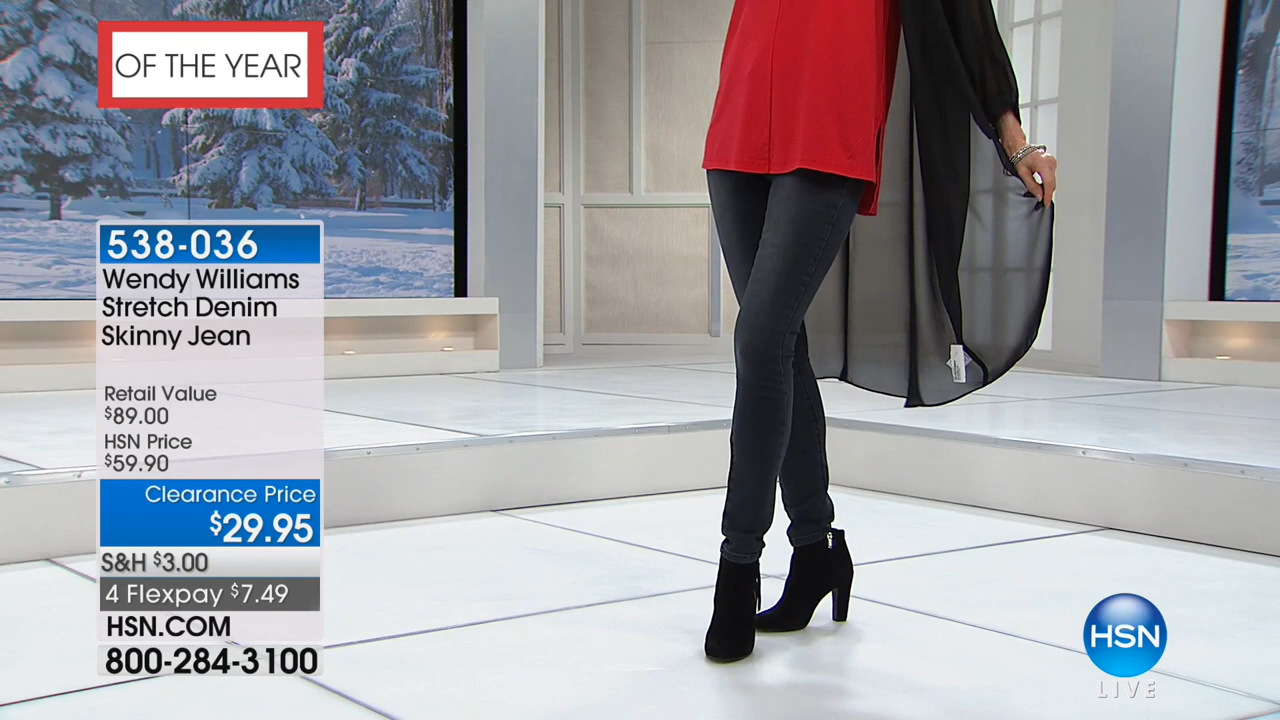 OF THE YEAR
538-036
Wendy Williams
Stretch Denim
Skinny Jean
Retail Value
$89.00
HSN Price
$59.90
Clearance Price
$29.95
S&H $3.00
4 Flexpay $7.49
HSN.COM
800-284-3100
HSN
LIVE